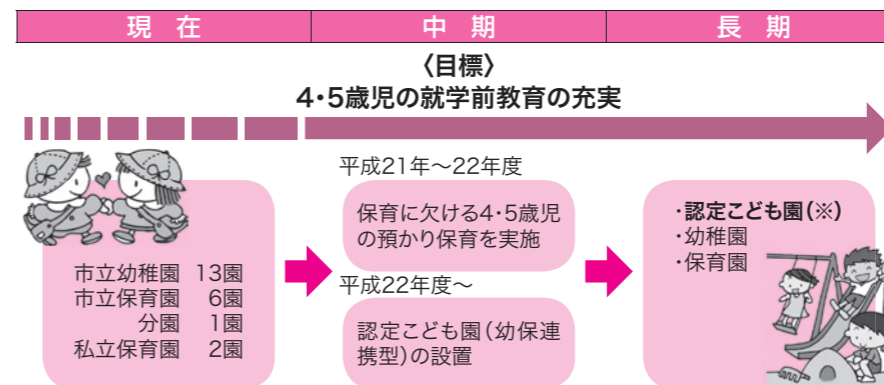 現在
中期
長期
〈目標〉
4・5歳児の就学前教育の充実
市立幼稚園 13園
市立保育園 6園
分園 1園
私立保育園 2園
平成21年〜22年度
保育に欠ける4・5歳児
の預かり保育を実施
平成22年度〜
認定こども園(幼保連
携型)の設置
・認定こども園(※)
・幼稚園
・保育園